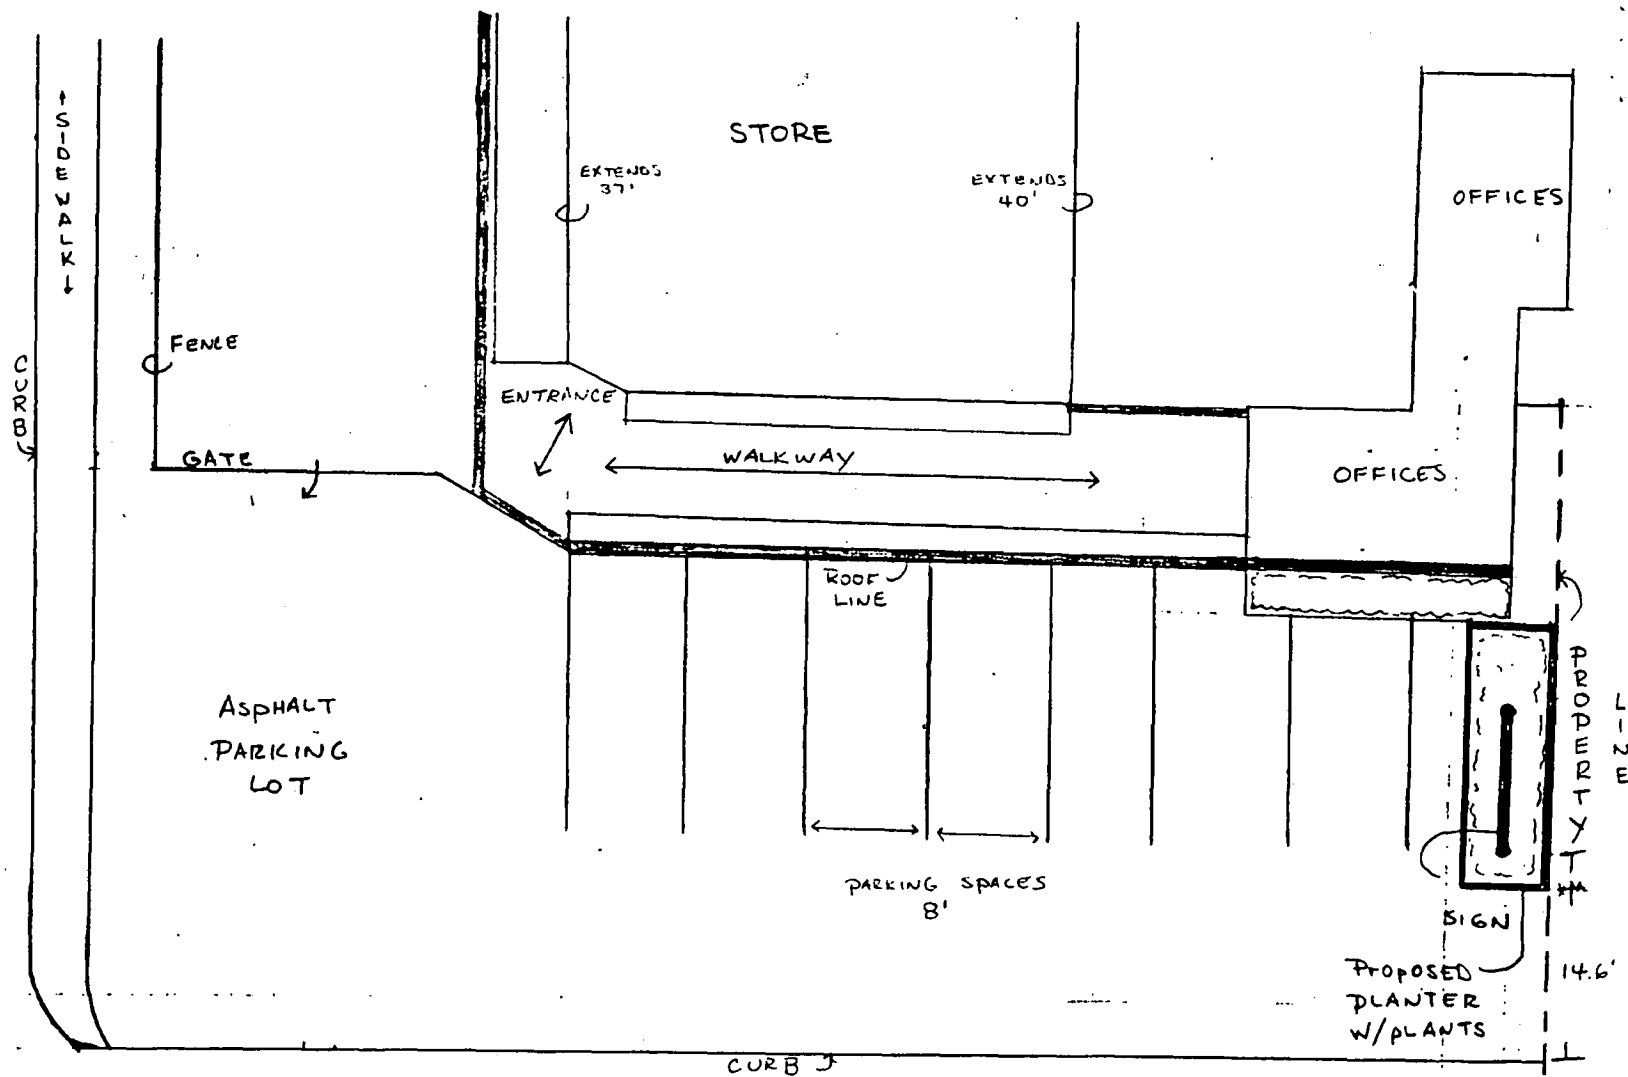 ↑SIDEWALK↓
STORE
EXTENDS
37'
EXTENDS
40'
OFFICES
FENCE
CURB
ENTRANCE
GATE
WALKWAY
OFFICES
ROOF
LINE
PROPERTY
LINE
ASPHALT
PARKING
LOT
PARKING SPACES
8'
SIGN
PROPOSED
PLANTER
W/PLANTS
14.6'
CURB